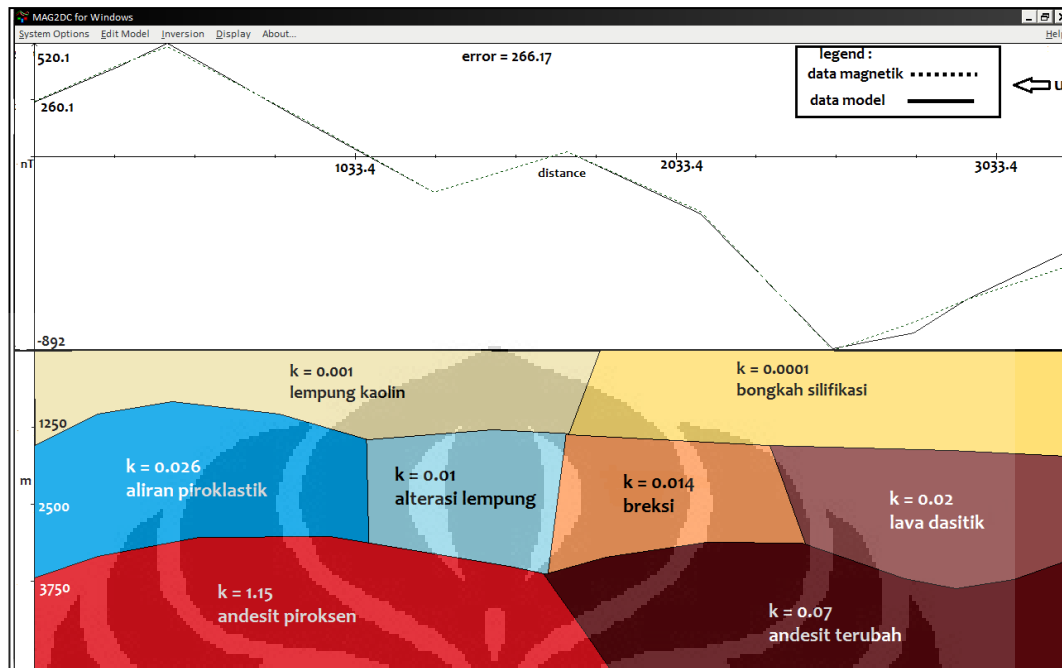 MAG2DC for Windows
System Options Edit Model Inversion Display About... Help
520.1
error = 266.17
legend :
data magnetik
data model
260.1
nT
1033.4
2033.4
3033.4
distance
-892
k = 0.001
lempung kaolin
k = 0.0001
bongkah silifikasi
1250
m
2500
3750
k = 0.026
aliran piroklastik
k = 0.01
alterasi lempung
k = 0.014
breksi
k = 0.02
lava dasitik
k = 1.15
andesit piroksen
k = 0.07
andesit terubah